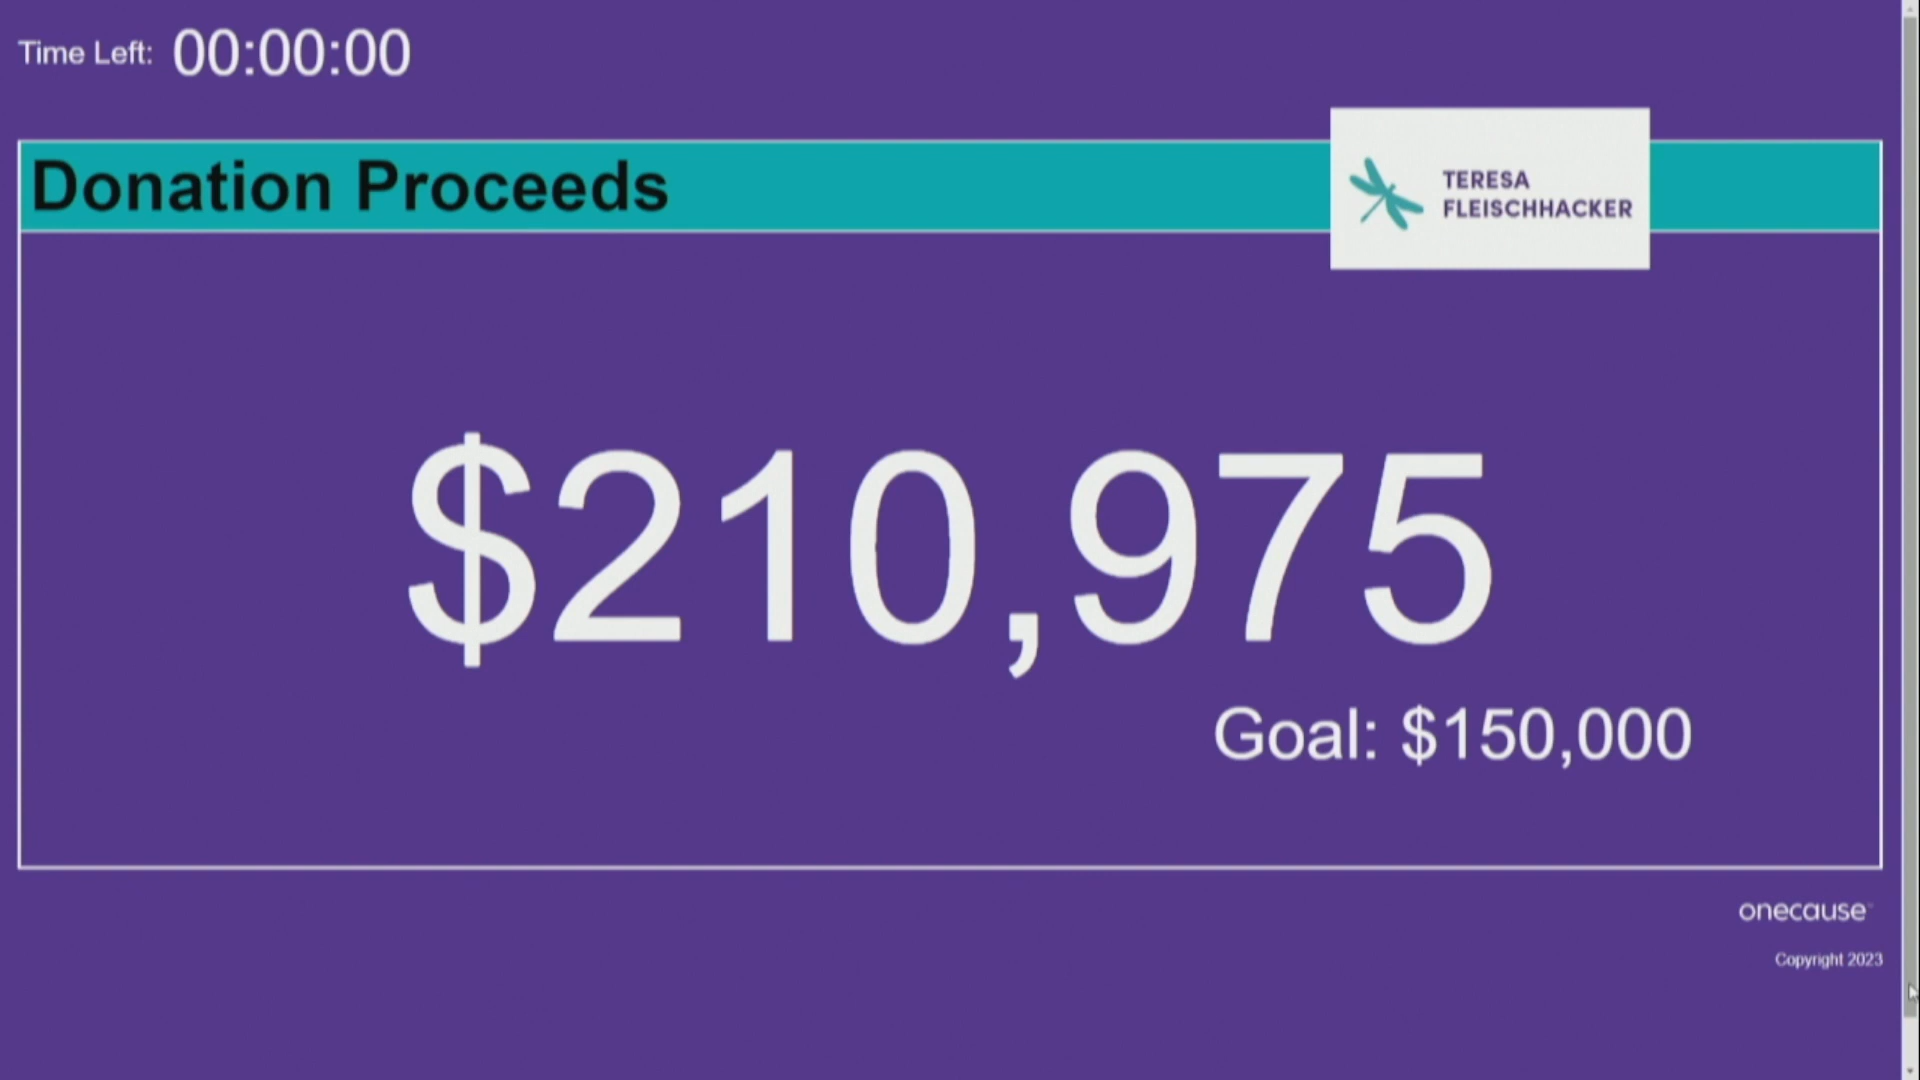 Time Left: 00:00:00
Donation Proceeds
TERESA
FLEISCHHACKER
$210,975
Goal: $150,000
onecause
Copyright 2023